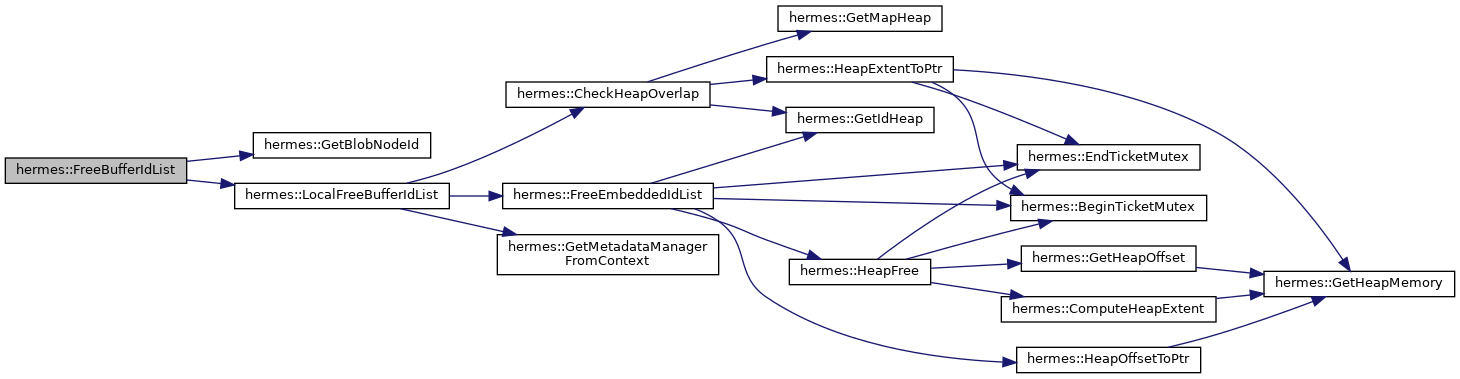 hermes::GetMapHeap
hermes::HeapExtentToPtr
hermes::CheckHeapOverlap
hermes::GetIdHeap
hermes::GetBlobNodeId
hermes::EndTicketMutex
hermes::FreeBufferIdList
hermes::LocalFreeBufferIdList
hermes::FreeEmbeddedIdList
hermes::BeginTicketMutex
hermes::GetMetadataManager
FromContext
hermes::GetHeapOffset
hermes::HeapFree
hermes::GetHeapMemory
hermes::ComputeHeapExtent
hermes::HeapOffsetToPtr